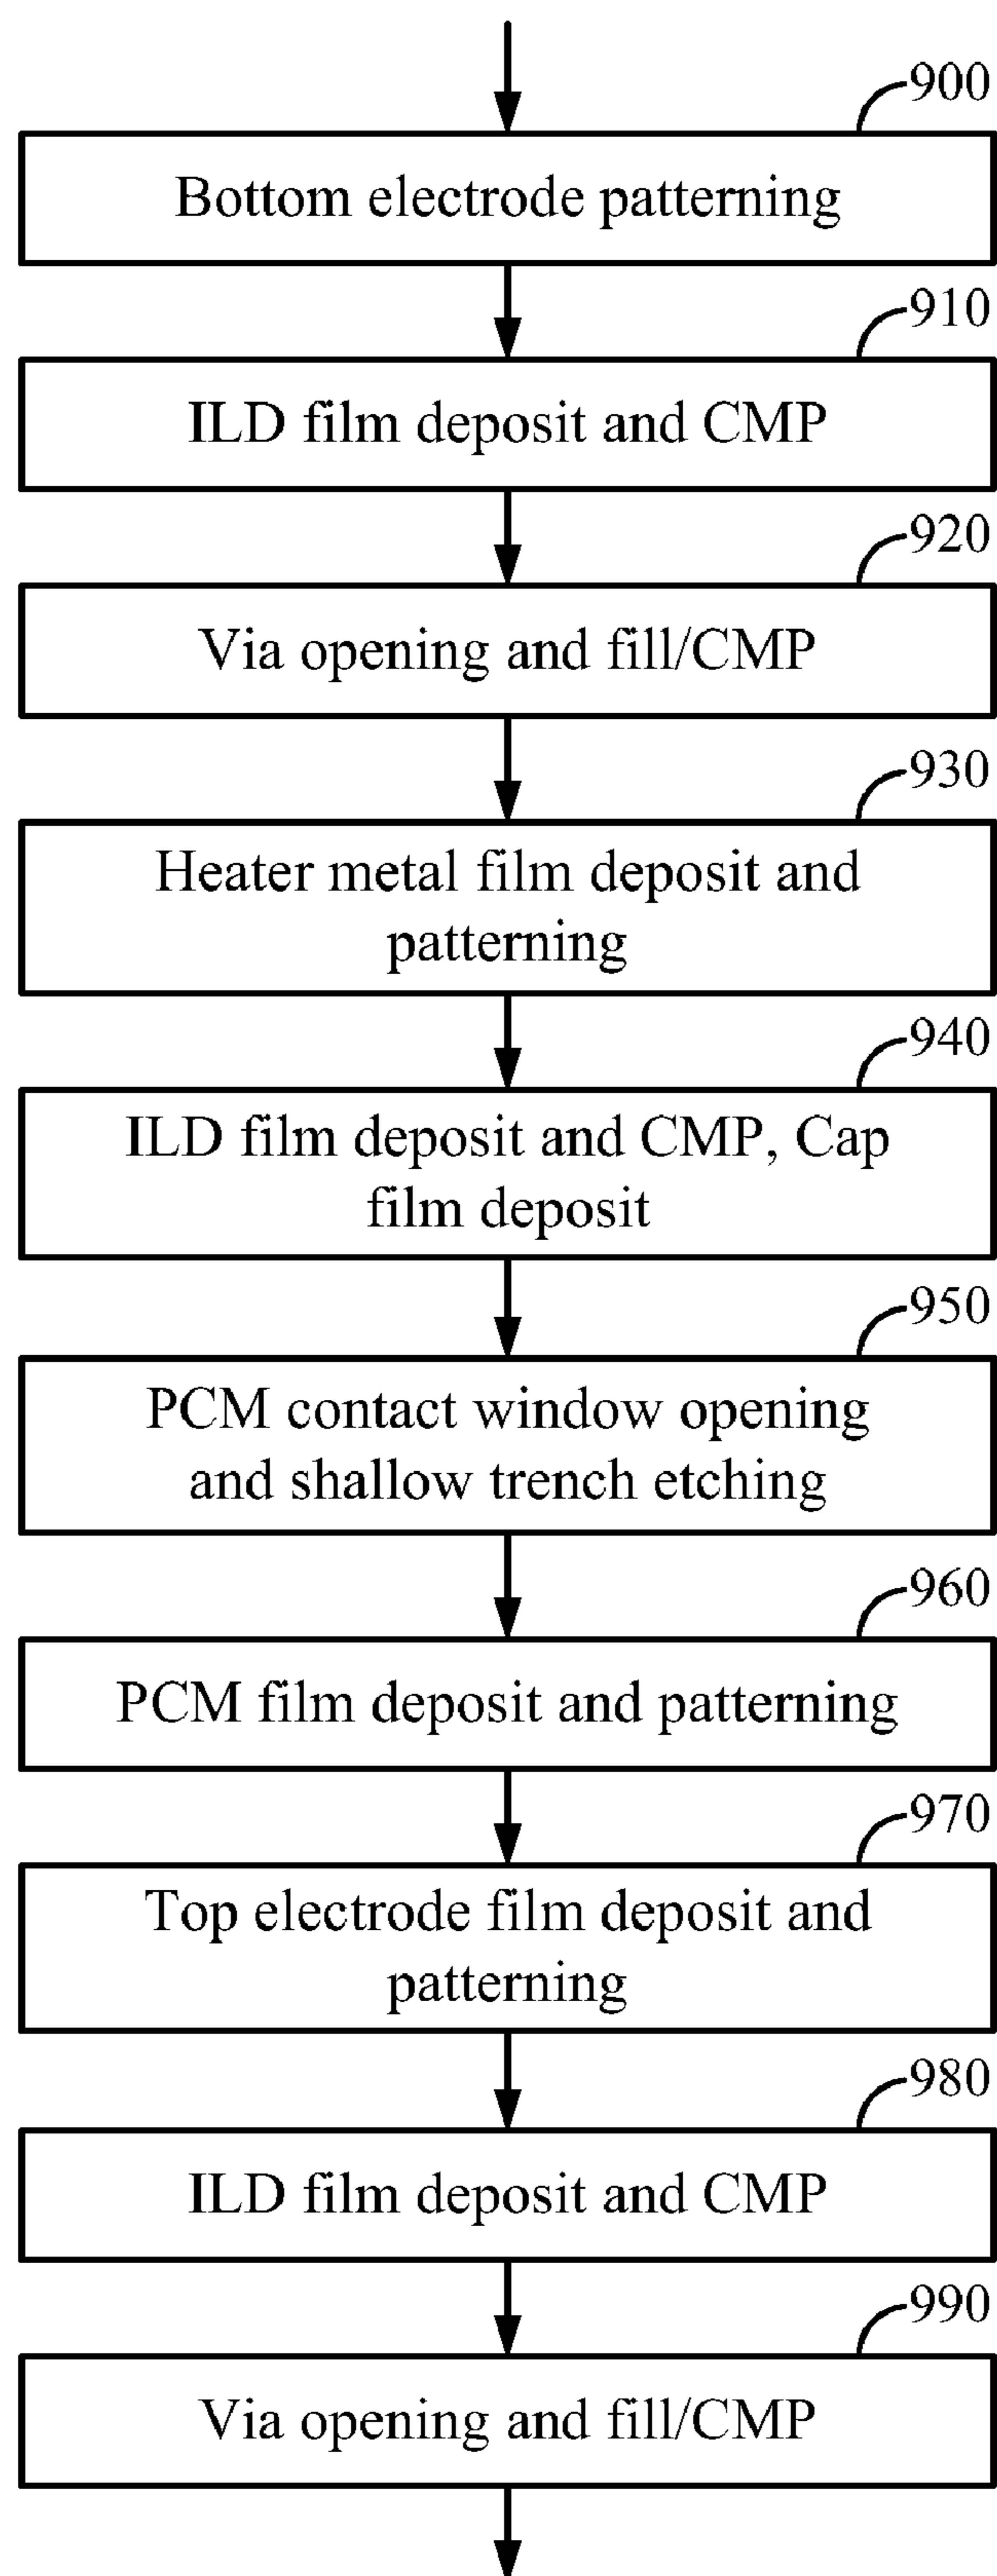 900
Bottom electrode patterning
910
ILD film deposit and CMP
920
Via opening and fill/CMP
930
Heater metal film deposit and
patterning
940
ILD film deposit and CMP, Cap
film deposit
950
PCM contact window opening
and shallow trench etching
960
PCM film deposit and patterning
970
Top electrode film deposit and
patterning
980
ILD film deposit and CMP
990
Via opening and fill/CMP